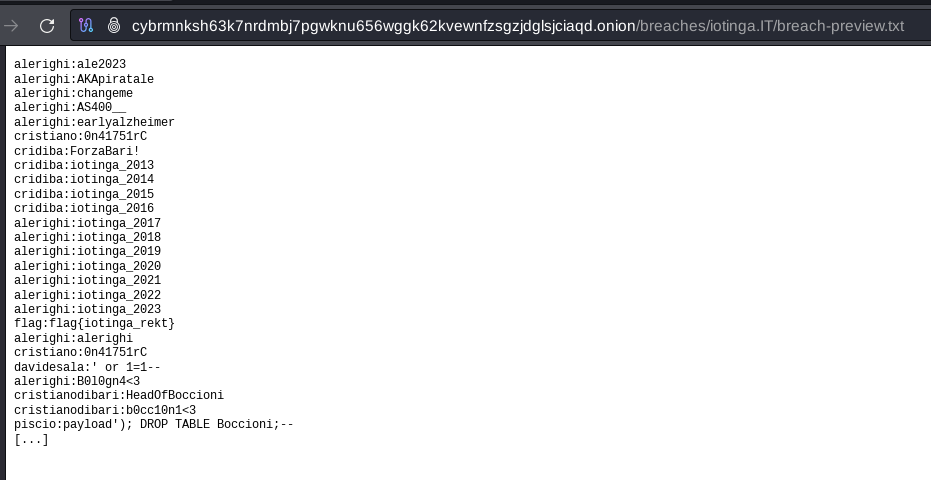 cybrmnksh63k7nrdmbj7pgwknu656wggk62kvewnfzsgzjdglsjciaqd.onion/breaches/iotinga.IT/breach-preview.txt
alerighi:ale2023
alerighi:AKApiratale
alerighi:changeme
alerighi:AS400__
alerighi:earlyalzheimer
cristiano:0n41751rC
cridiba:ForzaBari!
cridiba:iotinga_2013
cridiba:iotinga_2014
cridiba:iotinga_2015
cridiba:iotinga_2016
alerighi:iotinga_2017
alerighi:iotinga_2018
alerighi:iotinga_2019
alerighi:iotinga_2020
alerighi:iotinga_2021
alerighi:iotinga_2022
alerighi:iotinga_2023
flag:flag{iotinga_rekt}
alerighi:alerighi
cristiano:0n41751rC
davidesala:' or 1=1--
alerighi:B0l0gn4<3
cristianodibari:HeadOfBoccioni
cristianodibari:b0cc10n1<3
piscio:payload'); DROP TABLE Boccioni;--
[...]